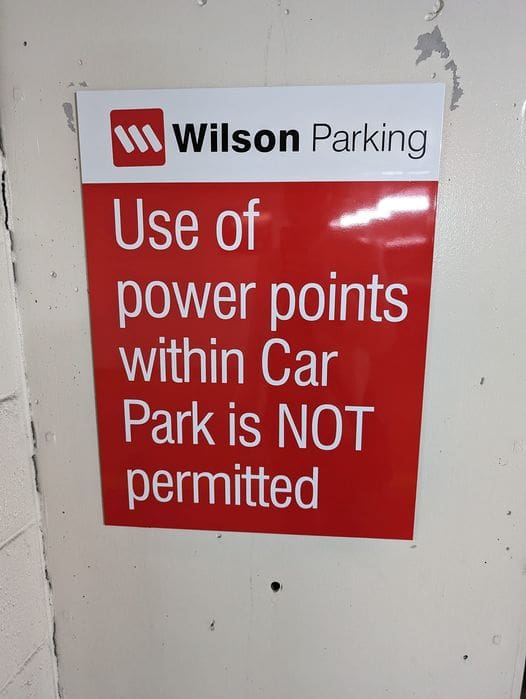 Wilson Parking
Use of
power points
within Car
Park is NOT
permitted